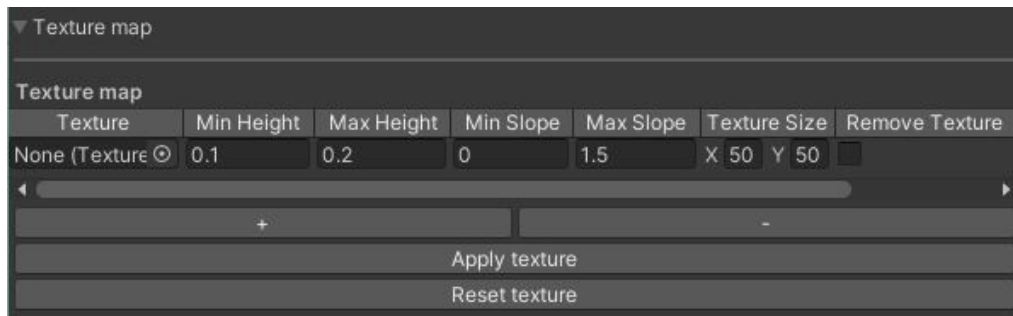 Texture map
Texture map
Texture Min Height Max Height Min Slope Max Slope Texture Size Remove Texture
None (Texture 0.1 0.2 0 1.5 X 50 Y 50
+ -
Apply texture
Reset texture